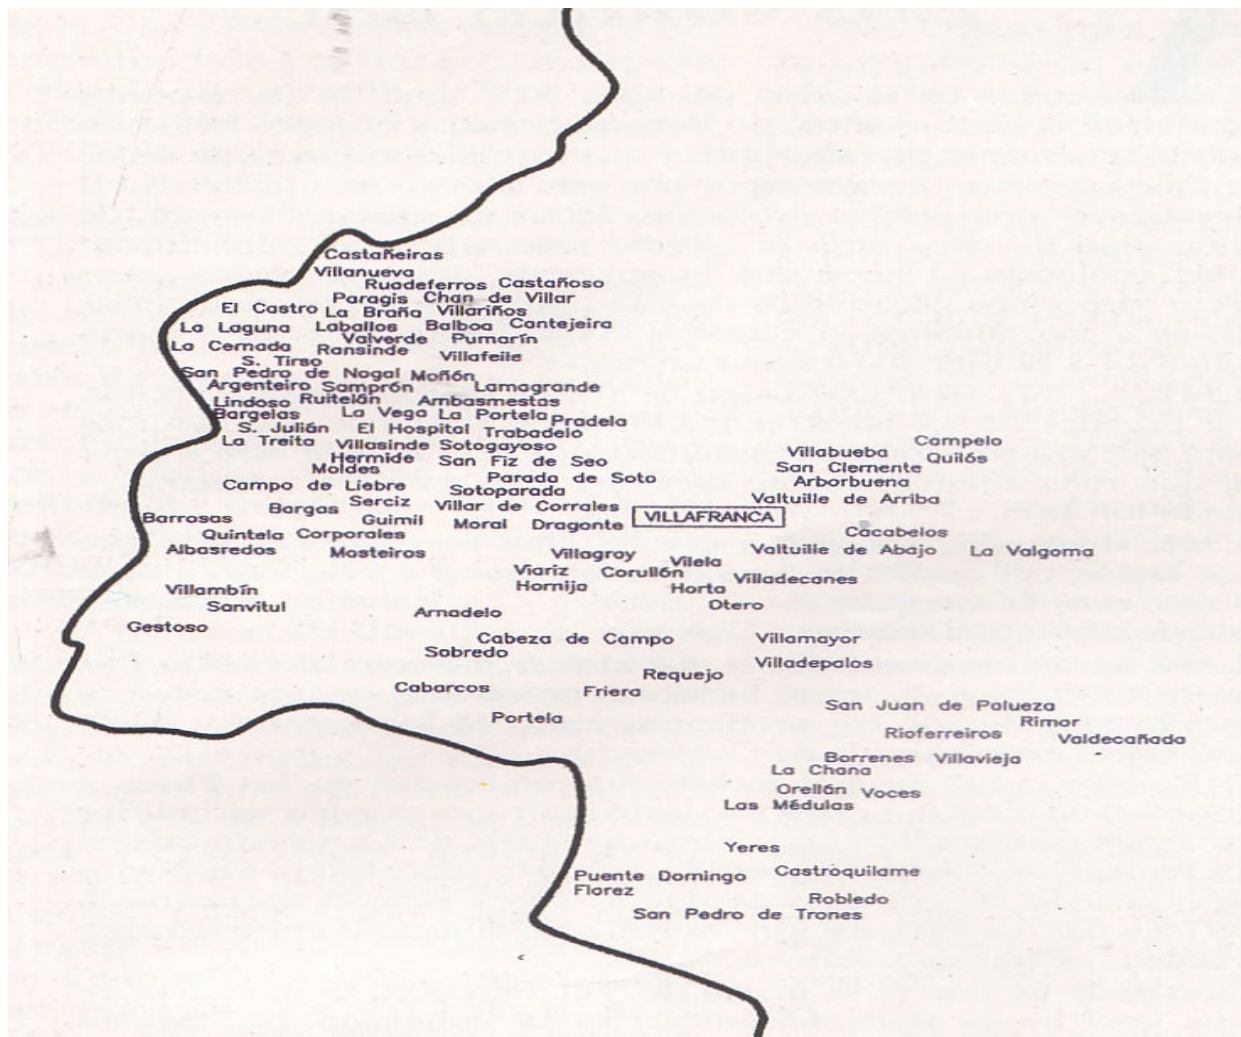 Castañeiras
Villanueva
Ruadeferros Castañoso
Paragis Chan de Villar
El Castro La Braña Villariños
La Laguna Laballos Balboa Cantejeira
Valverde Pumarín
La Cernada Ransinde Villafeile
S. Tirso
San Pedro de Nogal Moñón
Argenteiro Samprón Lamagrande
Lindoso Ruitelán Ambasmestas
Bargelas La Vega La Portela Pradela
S. Julián El Hospital Trabadelo
La Treita Villasinde Sotogayoso Campelo
Hermide San Fiz de Seo Villabueba Quilós
Moldes San Clemente
Campo de Liebre Parada de Soto Arborbuena
Sotoparada
Borgas Serciz Villar de Corrales Valtuille de Arriba
Barrosas Guimil Moral Dragonte VILLAFRANCA
Quintela Corporales Cacabelos
Albasredos Mosteiros Villagroy Valtuille de Abajo La Valgoma
Viariz Corullón Vilela
Villambín Hornija Horta Villadecanes
Sanvitul Arnadelo Otero
Gestoso
Cabeza de Campo Villamayor
Sobredo
Requejo Villadepalos
Cabarcos Friera
Portela San Juan de Palueza
Rimor
Rioferreiros Valdecañada
Borrenes Villavieja
La Chana
Orellán Voces
Las Médulas
Yeres
Puente Domingo Castroquilame
Florez
Robledo
San Pedro de Trones